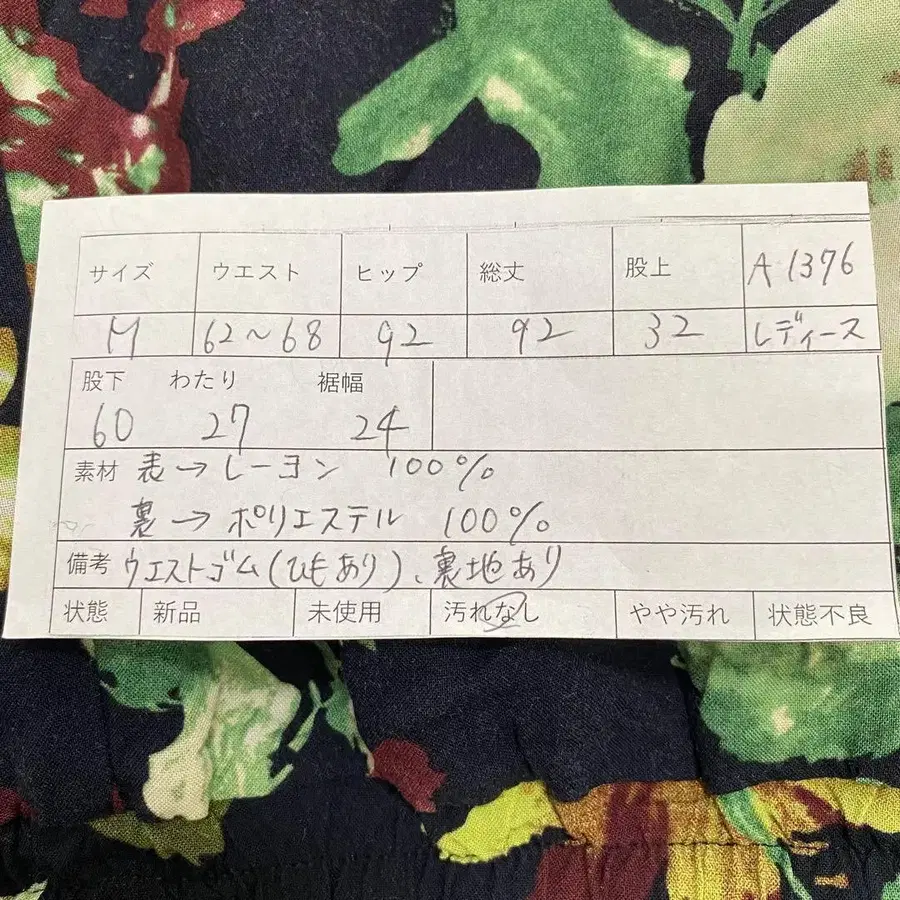 サイズ ウエスト ヒップ 総丈 股上 A1376
M 62～68 92 92 32 レディース
股下 わたり 裾幅
60 27 24
素材 表→レーヨン 100%
裏→ポリエステル 100%
備考 ウエストゴム(ひもあり)、裏地あり
状態 新品 未使用 汚れなし やや汚れ 状態不良